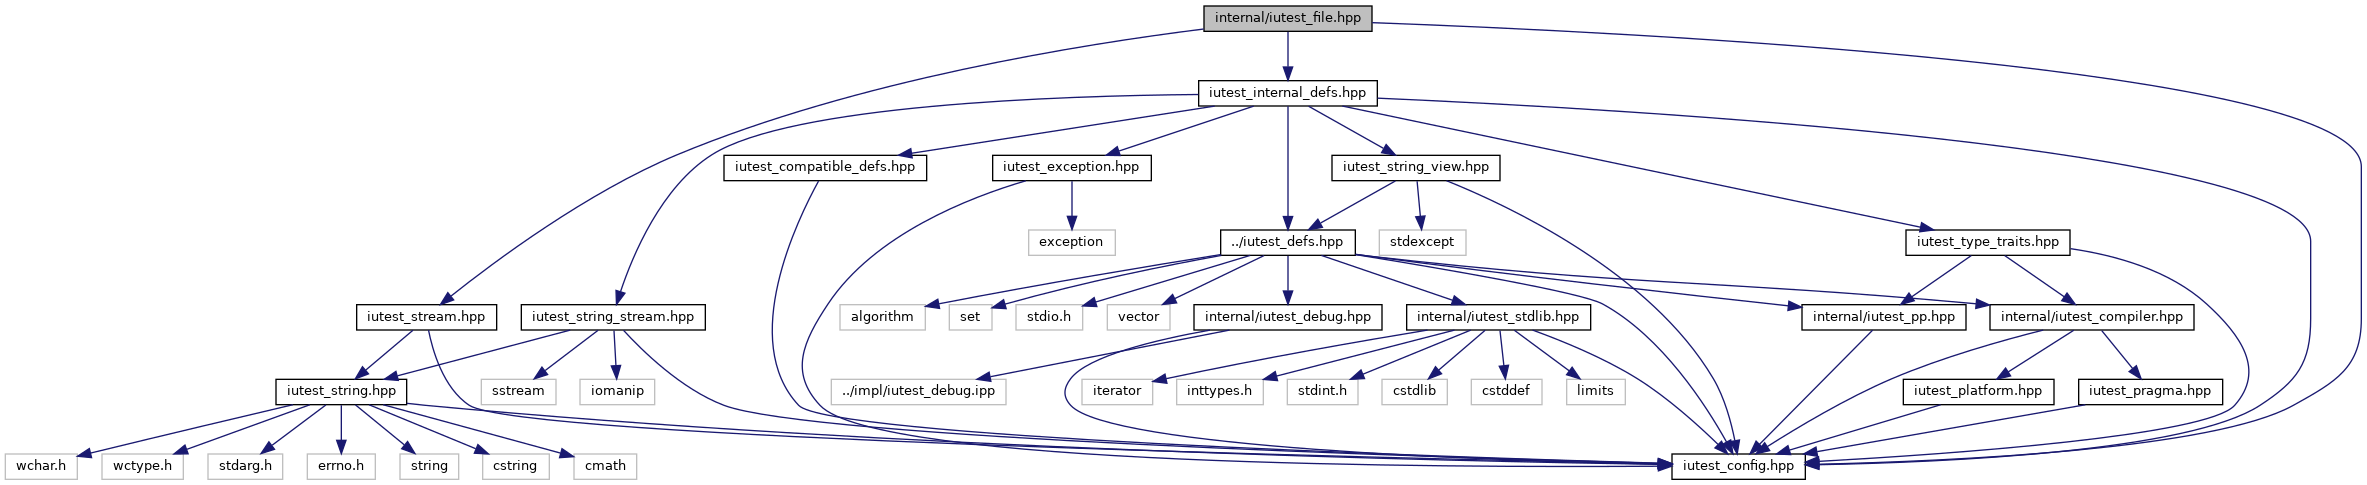 internal/iutest_file.hpp
iutest_internal_defs.hpp
iutest_compatible_defs.hpp
iutest_exception.hpp
iutest_string_view.hpp
exception
../iutest_defs.hpp
stdexcept
iutest_type_traits.hpp
iutest_stream.hpp
iutest_string_stream.hpp
algorithm
set
stdio.h
vector
internal/iutest_debug.hpp
internal/iutest_stdlib.hpp
internal/iutest_pp.hpp
internal/iutest_compiler.hpp
iutest_string.hpp
sstream
iomanip
../impl/iutest_debug.ipp
iterator
inttypes.h
stdint.h
cstdlib
cstddef
limits
iutest_platform.hpp
iutest_pragma.hpp
wchar.h
wctype.h
stdarg.h
errno.h
string
cstring
cmath
iutest_config.hpp